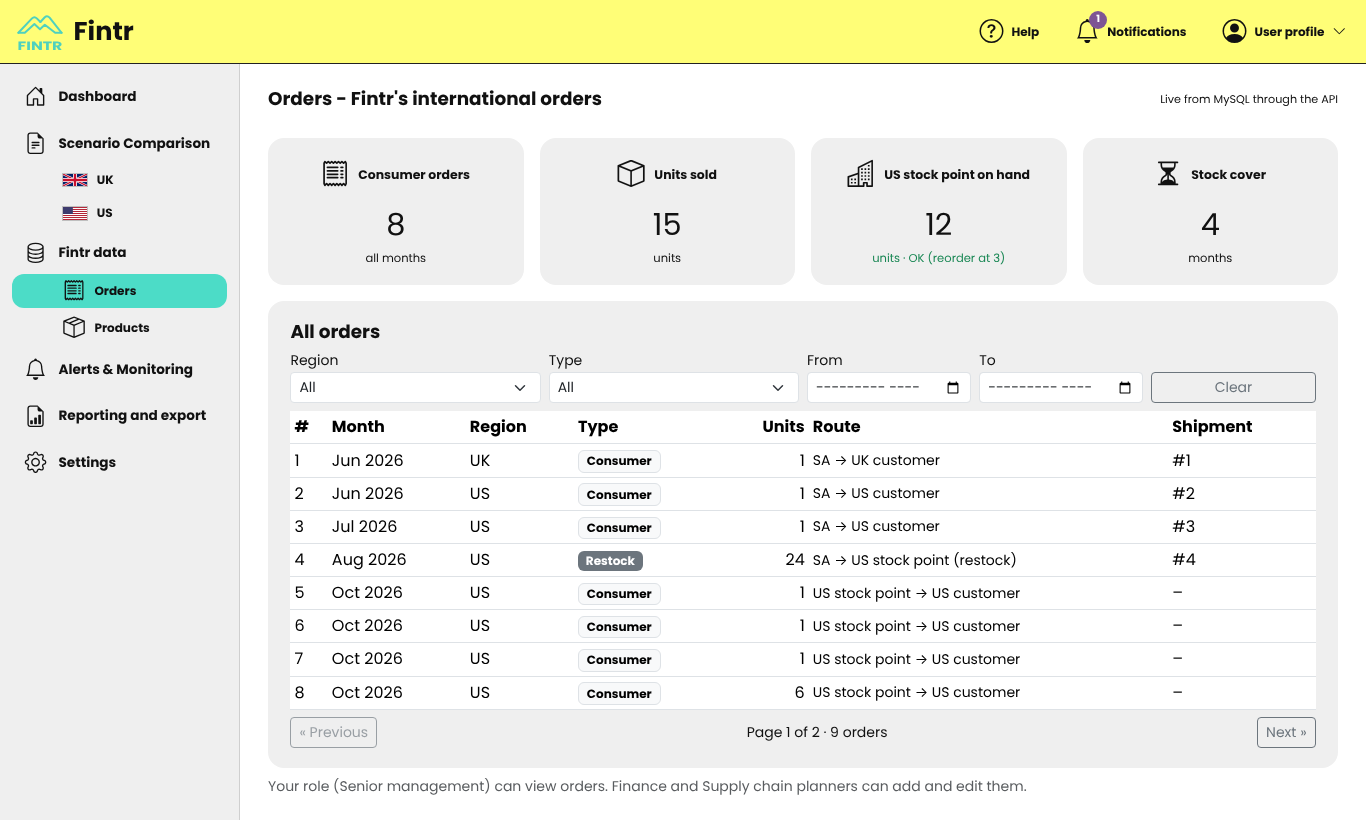 FINTR
Fintr
Help
1
Notifications
User profile
Dashboard
Scenario Comparison
UK
US
Fintr data
Orders
Products
Alerts & Monitoring
Reporting and export
Settings
Orders – Fintr's international orders
Live from MySQL through the API
Consumer orders
8
all months
Units sold
15
units
US stock point on hand
12
units · OK (reorder at 3)
Stock cover
4
months
All orders
Region Type From To
All All --------- ---- --------- ---- Clear
# Month Region Type Units Route Shipment
1 Jun 2026 UK Consumer 1 SA → UK customer #1
2 Jun 2026 US Consumer 1 SA → US customer #2
3 Jul 2026 US Consumer 1 SA → US customer #3
4 Aug 2026 US Restock 24 SA → US stock point (restock) #4
5 Oct 2026 US Consumer 1 US stock point → US customer –
6 Oct 2026 US Consumer 1 US stock point → US customer –
7 Oct 2026 US Consumer 1 US stock point → US customer –
8 Oct 2026 US Consumer 6 US stock point → US customer –
« Previous Page 1 of 2 · 9 orders Next »
Your role (Senior management) can view orders. Finance and Supply chain planners can add and edit them.